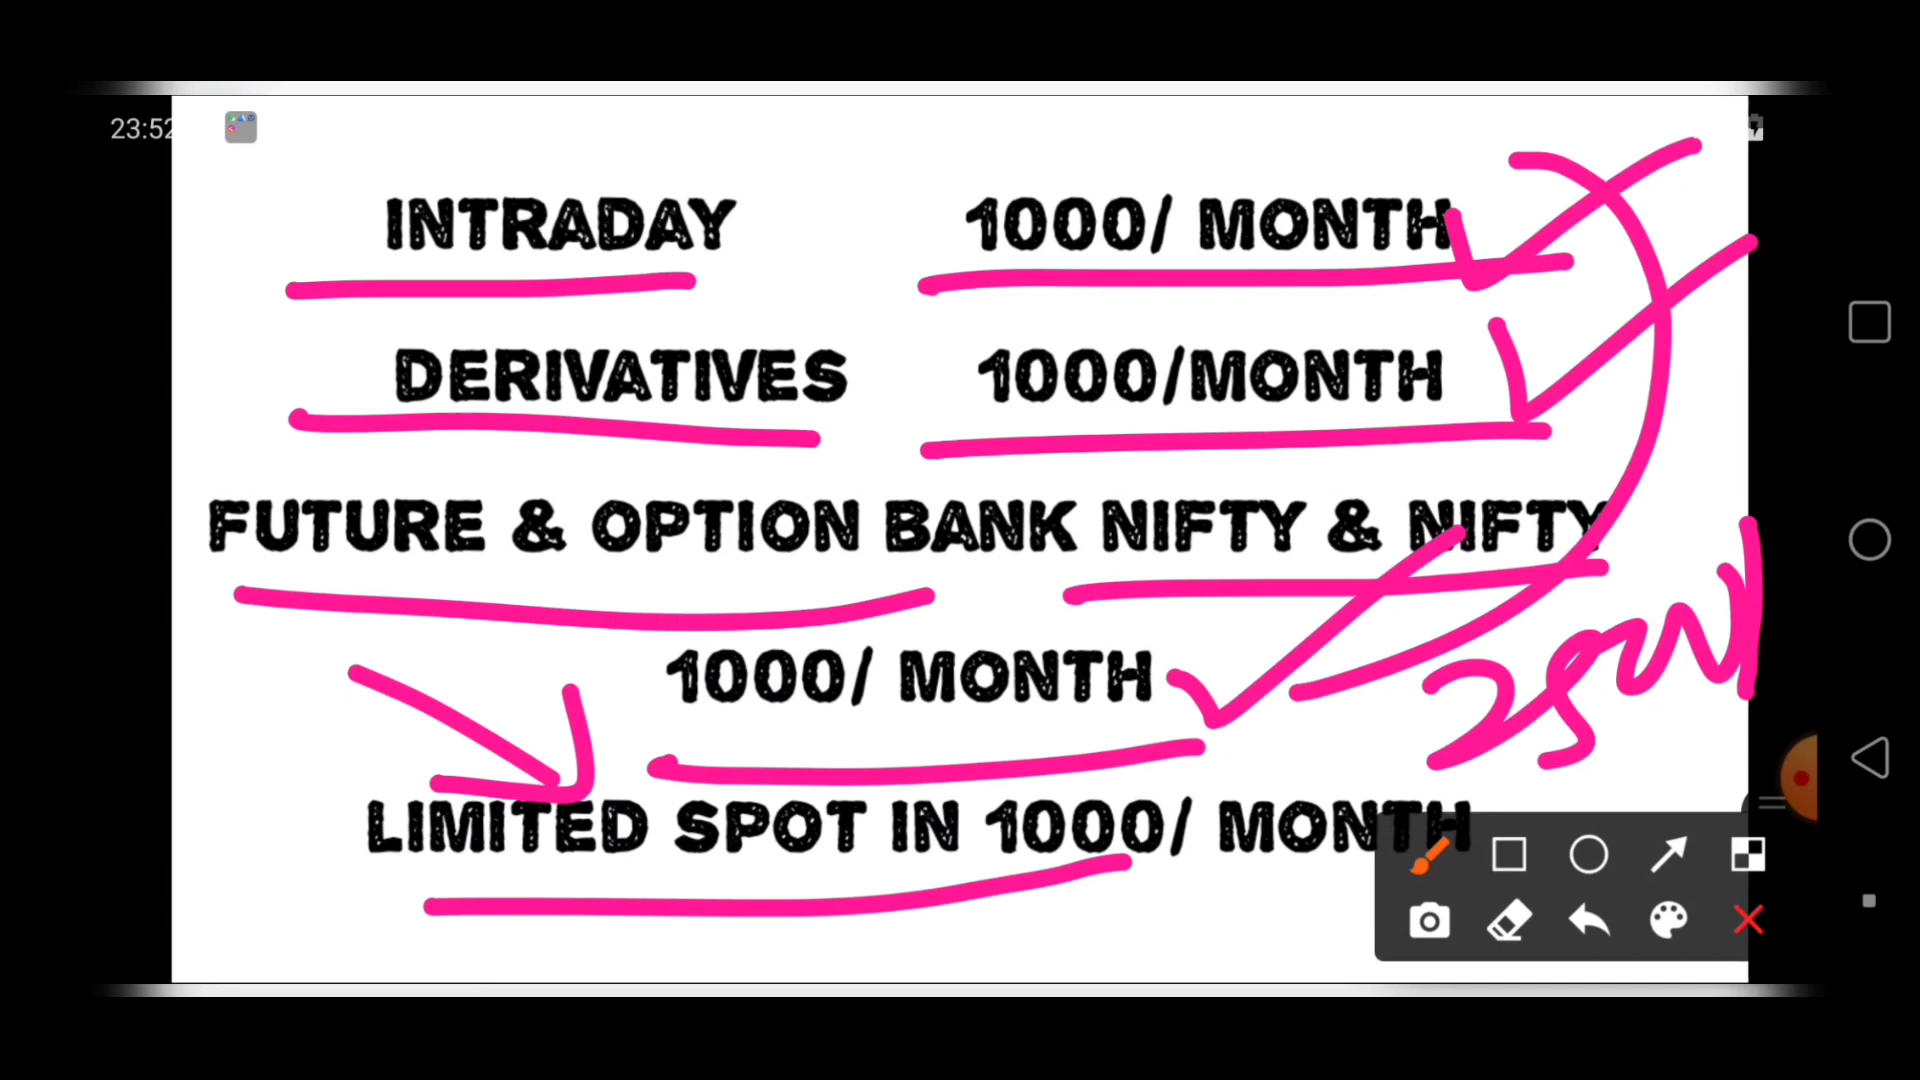 23:52
INTRADAY 1000/ MONTH
DERIVATIVES 1000/MONTH
FUTURE & OPTION BANK NIFTY & NIFTY
1000/ MONTH
LIMITED SPOT IN 1000/ MONTH